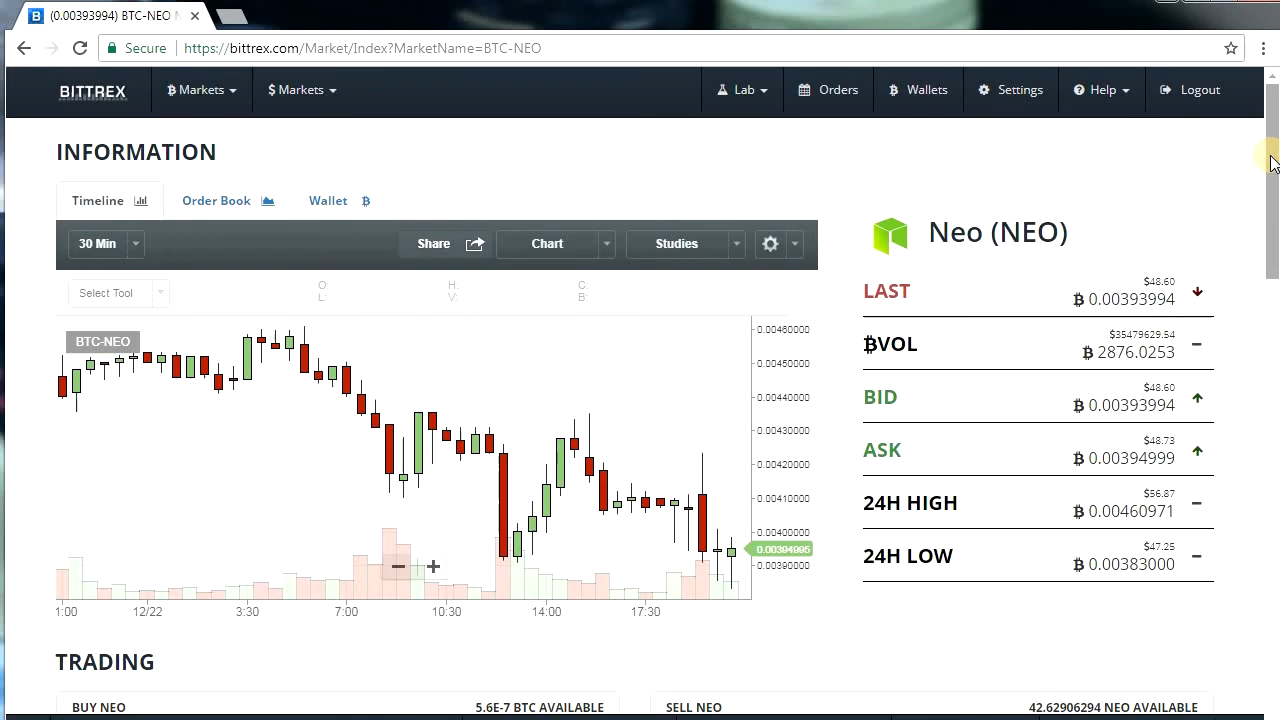 (0.00393994) BTC-NEO N
Secure https://bittrex.com/Market/Index?MarketName=BTC-NEO
BITTREX Markets $ Markets Lab Orders Wallets Settings Help Logout
INFORMATION
Timeline Order Book Wallet
30 Min Share Chart Studies
Select Tool O: H: C:
L: V: B:
BTC-NEO
0.00460000
0.00450000
0.00440000
0.00430000
0.00420000
0.00410000
0.00400000
0.00394995
0.00390000
1:00 12/22 3:30 7:00 10:30 14:00 17:30
Neo (NEO)
$48.60
LAST ₿ 0.00393994
$35479629.54
₿VOL ₿ 2876.0253
$48.60
BID ₿ 0.00393994
$48.73
ASK ₿ 0.00394999
$56.87
24H HIGH ₿ 0.00460971
$47.25
24H LOW ₿ 0.00383000
TRADING
BUY NEO 5.6E-7 BTC AVAILABLE
SELL NEO 42.62906294 NEO AVAILABLE